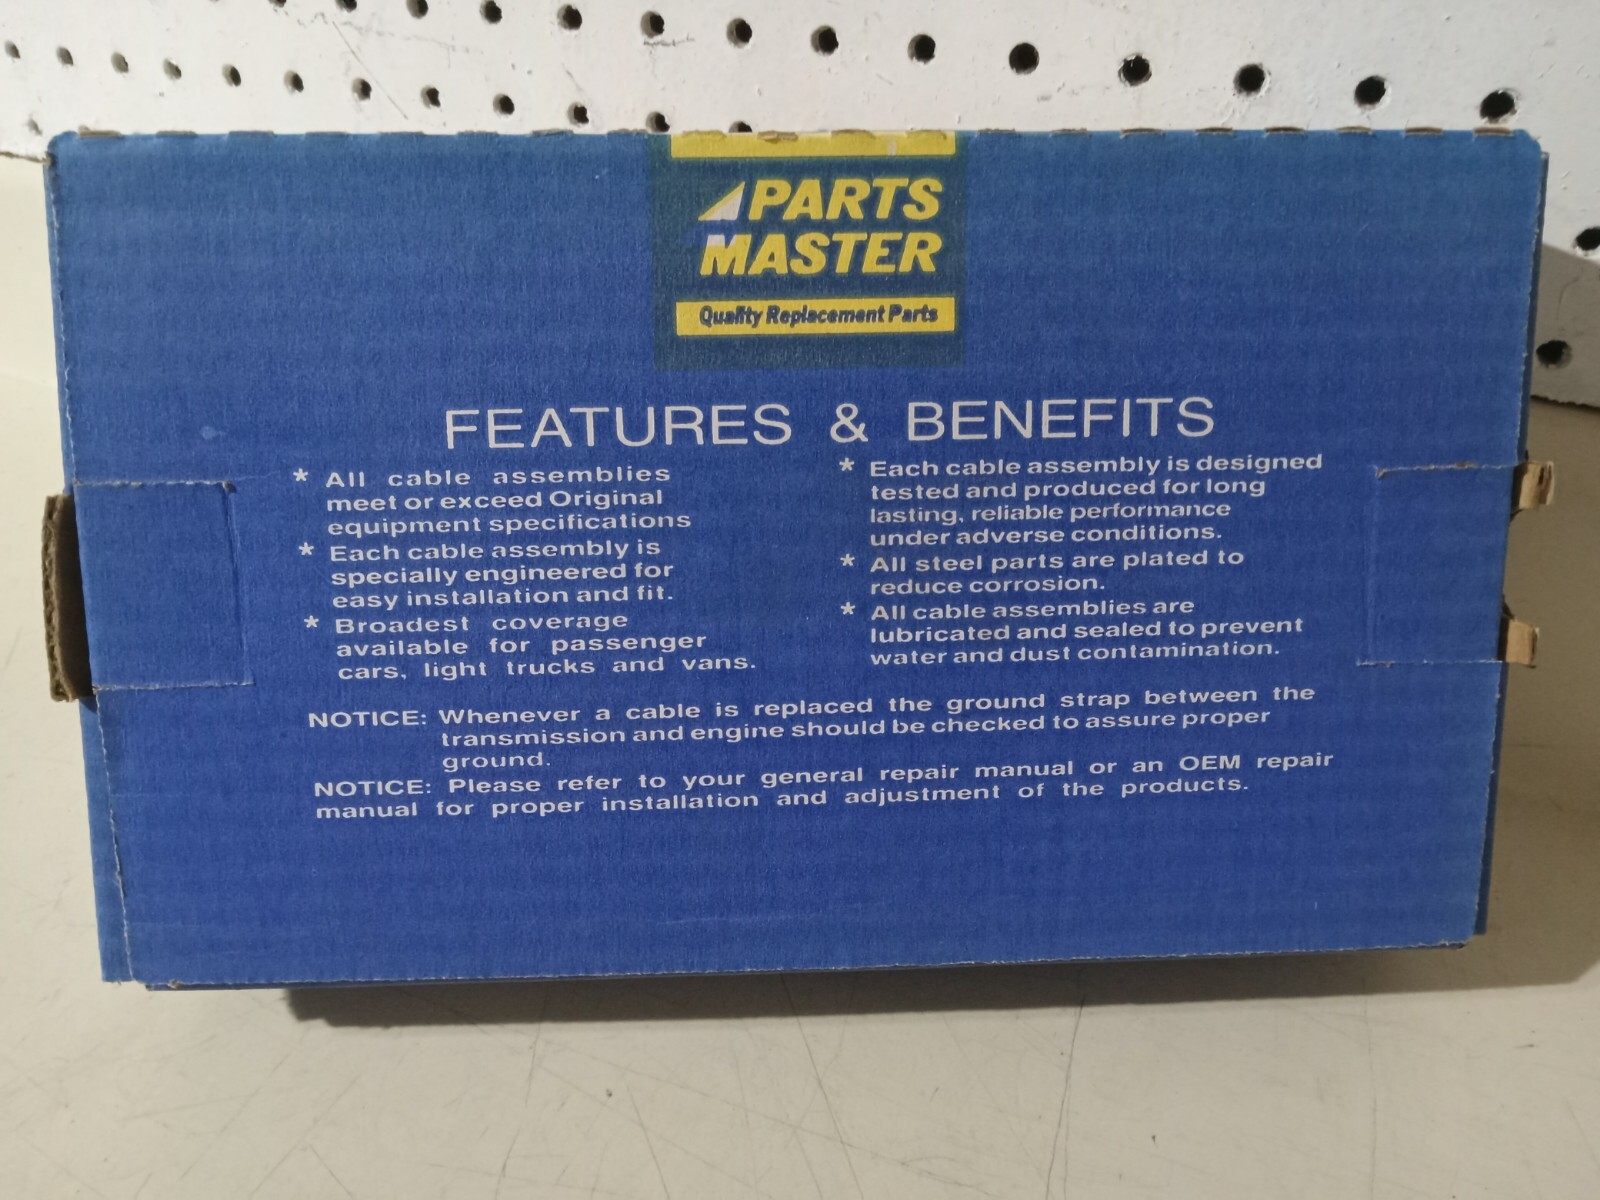 PARTS
MASTER
Quality Replacement Parts
FEATURES & BENEFITS
* All cable assemblies
meet or exceed Original
equipment specifications
* Each cable assembly is
specially engineered for
easy installation and fit.
* Broadest coverage
available for passenger
cars, light trucks and vans.
* Each cable assembly is designed
tested and produced for long
lasting, reliable performance
under adverse conditions.
* All steel parts are plated to
reduce corrosion.
* All cable assemblies are
lubricated and sealed to prevent
water and dust contamination.
NOTICE: Whenever a cable is replaced the ground strap between the
transmission and engine should be checked to assure proper
ground.
NOTICE: Please refer to your general repair manual or an OEM repair
manual for proper installation and adjustment of the products.